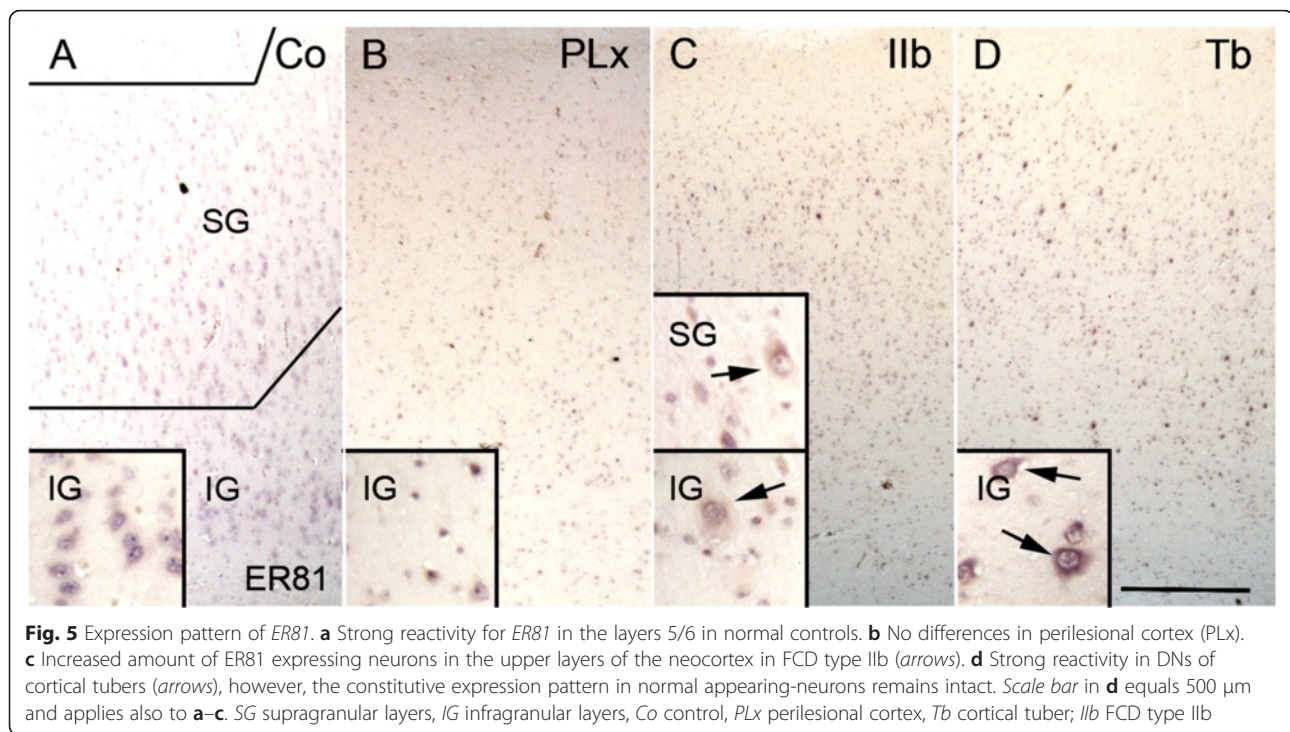 A Co B PLx C IIb D Tb
SG
SG
IG IG IG IG IG
ER81
Fig. 5 Expression pattern of ER81. a Strong reactivity for ER81 in the layers 5/6 in normal controls. b No differences in perilesional cortex (PLx).
c Increased amount of ER81 expressing neurons in the upper layers of the neocortex in FCD type IIb (arrows). d Strong reactivity in DNs of
cortical tubers (arrows), however, the constitutive expression pattern in normal appearing-neurons remains intact. Scale bar in d equals 500 μm
and applies also to a–c. SG supragranular layers, IG infragranular layers, Co control, PLx perilesional cortex, Tb cortical tuber; IIb FCD type IIb